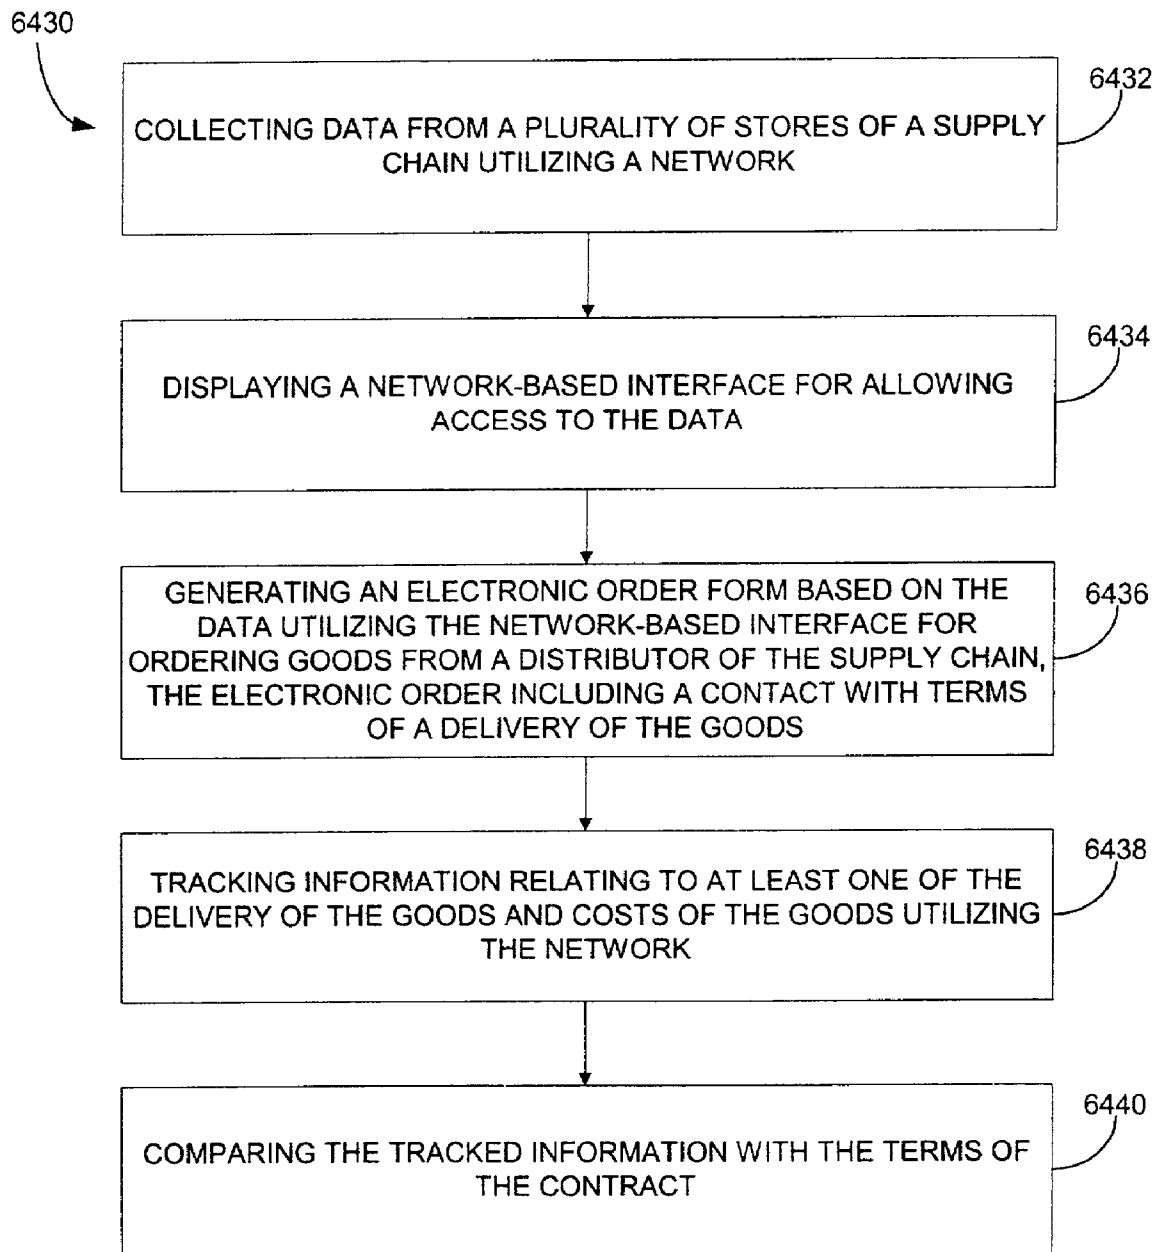 6430
6432
COLLECTING DATA FROM A PLURALITY OF STORES OF A SUPPLY
CHAIN UTILIZING A NETWORK
6434
DISPLAYING A NETWORK-BASED INTERFACE FOR ALLOWING
ACCESS TO THE DATA
6436
GENERATING AN ELECTRONIC ORDER FORM BASED ON THE
DATA UTILIZING THE NETWORK-BASED INTERFACE FOR
ORDERING GOODS FROM A DISTRIBUTOR OF THE SUPPLY CHAIN,
THE ELECTRONIC ORDER INCLUDING A CONTACT WITH TERMS
OF A DELIVERY OF THE GOODS
6438
TRACKING INFORMATION RELATING TO AT LEAST ONE OF THE
DELIVERY OF THE GOODS AND COSTS OF THE GOODS UTILIZING
THE NETWORK
6440
COMPARING THE TRACKED INFORMATION WITH THE TERMS OF
THE CONTRACT